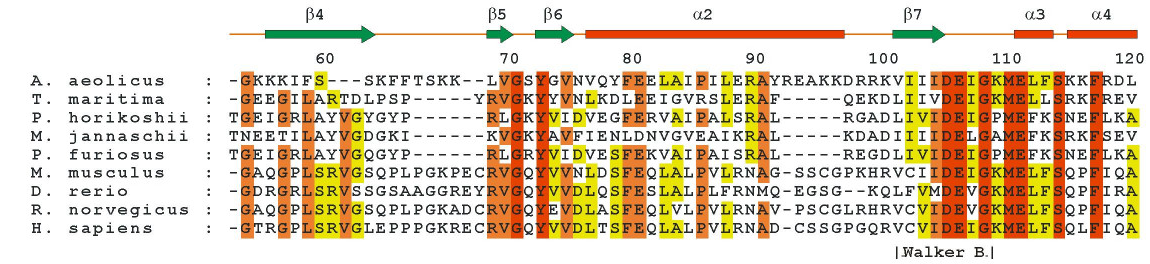 β4 β5 β6 α2 β7 α3 α4
60 70 80 90 100 110 120
A. aeolicus : -GKKKIFS---SKFFTSKK--LVGSYGVNVQYFEELAIPILERAYREAKKDRRKVIIIDEIGKMELFSKKFRDL
T. maritima : -GEEGILARTDLPSP-----YRVGKYYVNLKDLEEIGVRSLERAF-----QEKDLIIVDEIGKMELLSRKFREV
P. horikoshii : TGEIGRLAYVGYGYP------RLGKYVIDVEGFERVAIPALSRAL-----RGADLIVIDEIGPMEFKSNEFLKA
M. jannaschii : TNEETILAYVGDGKI------KVGKYAVFIENLDNVGVEAIKRAL-----KDADIIIIDELGAMEFKSRKFSEV
P. furiosus : TGEIGRLAYVGQGYP------RLGRYVIDVESFEKVAIPAISRAL-----REGDLIVIDEIGPMEFKSNEFLKA
M. musculus : -GAQGPLSRVGSQPLPGKPECRVGQYVVNLDSFEQLALPVLRNAG-SSCGPKHRVCIIDEIGKMELFSQPFIQA
D. rerio : -GDRGRLSRVSSGSAAGGREYRVGQYVVDLQSFESLALPLFRNMQ-EGSG--KQLFVMDEVGKMELFSQPFIRA
R. norvegicus : -GAQGPLSRVGSQPLPGKADCRVGQYEVDLASFEQLVLPVLRNAV-PSCGLRHRVCVIDEVGKMELFSQPFIQA
H. sapiens : -GTRGPLSRVGLEPPPGKRECRVGQYVVDLTSFEQLALPVLRNAD-CSSGPGQRVCVIDEIGKMELFSQLFIQA
|Walker B.|